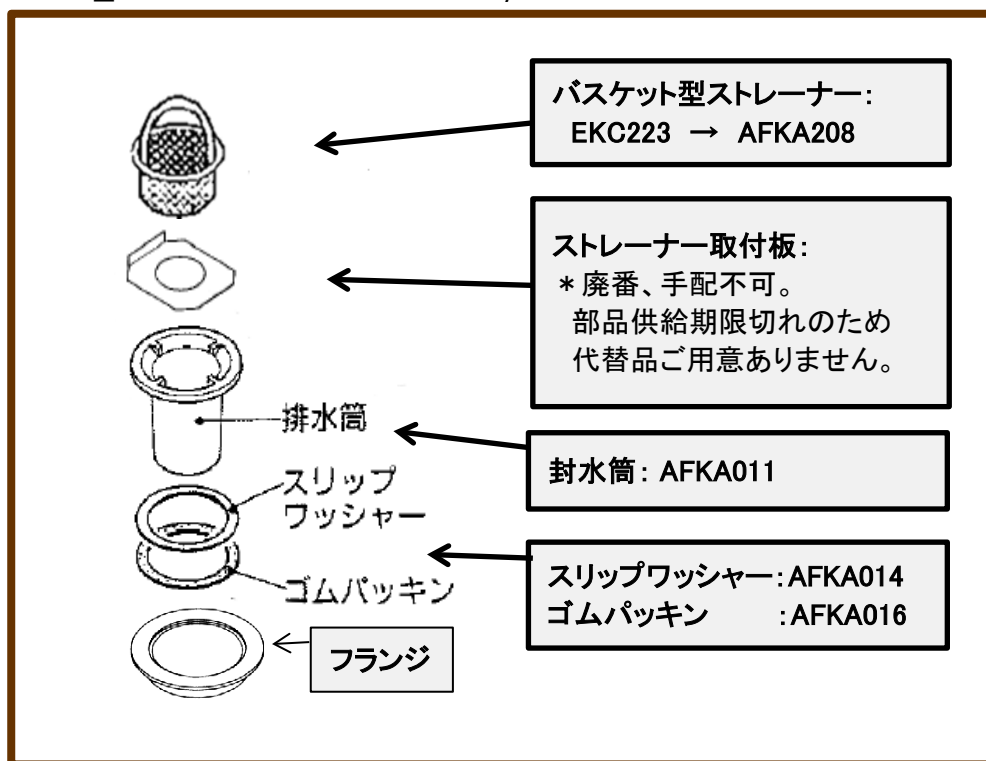 バスケット型ストレーナー：
EKC223 → AFKA208
ストレーナー取付板：
＊廃番、手配不可。
部品供給期限切れのため
代替品ご用意ありません。
排水筒
封水筒：AFKA011
スリップ
ワッシャー
ゴムパッキン
スリップワッシャー：AFKA014
ゴムパッキン　　　：AFKA016
フランジ